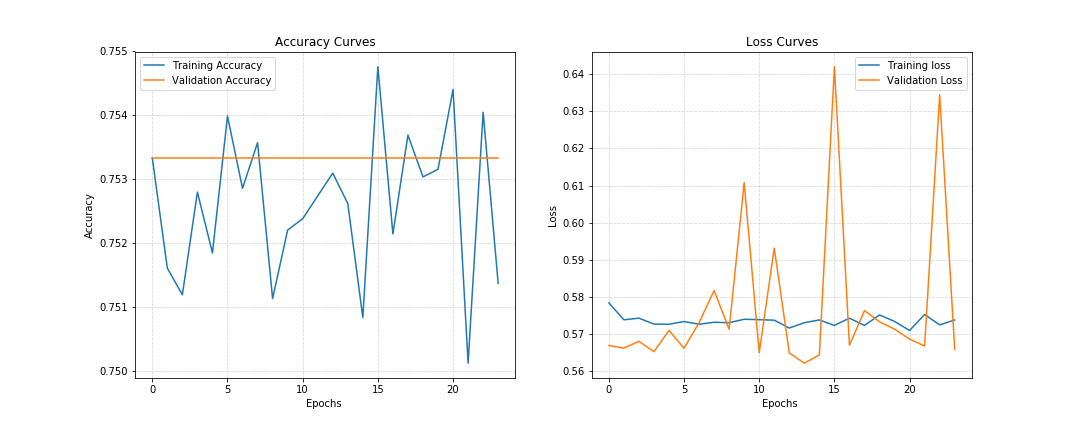 Accuracy Curves
Training Accuracy
Validation Accuracy
0.755
0.754
0.753
0.752
0.751
0.750
Accuracy
0 5 10 15 20
Epochs
Loss Curves
Training loss
Validation Loss
0.64
0.63
0.62
0.61
0.60
0.59
0.58
0.57
0.56
Loss
0 5 10 15 20
Epochs